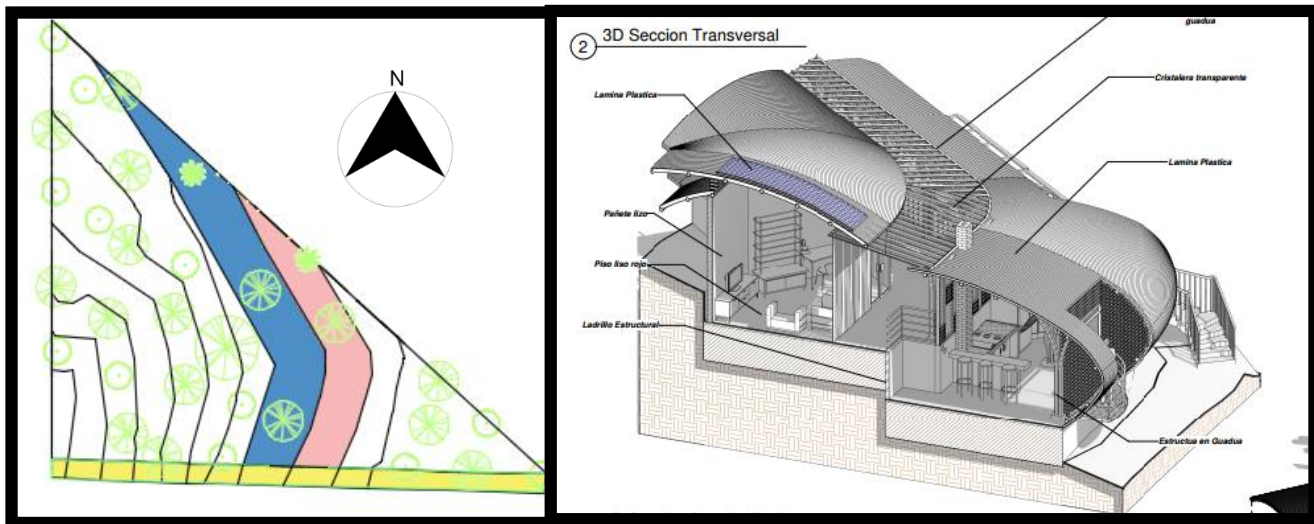 N
2
3D Seccion Transversal
guadua
Lamina Plastica
Cristalera transparente
Lamina Plastica
Pañete lizo
Piso liso rojo
Ladrillo Estructural
Estructua en Guadua